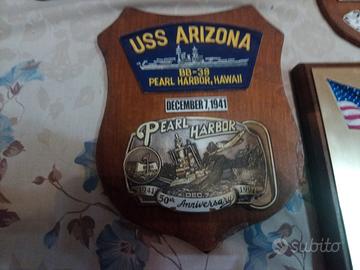 USS ARIZONA
BB-39
PEARL HARBOR, HAWAII
DECEMBER 7, 1941
PEARL HARBOR
1941 DEC. 7 1991
50th Anniversary
subito